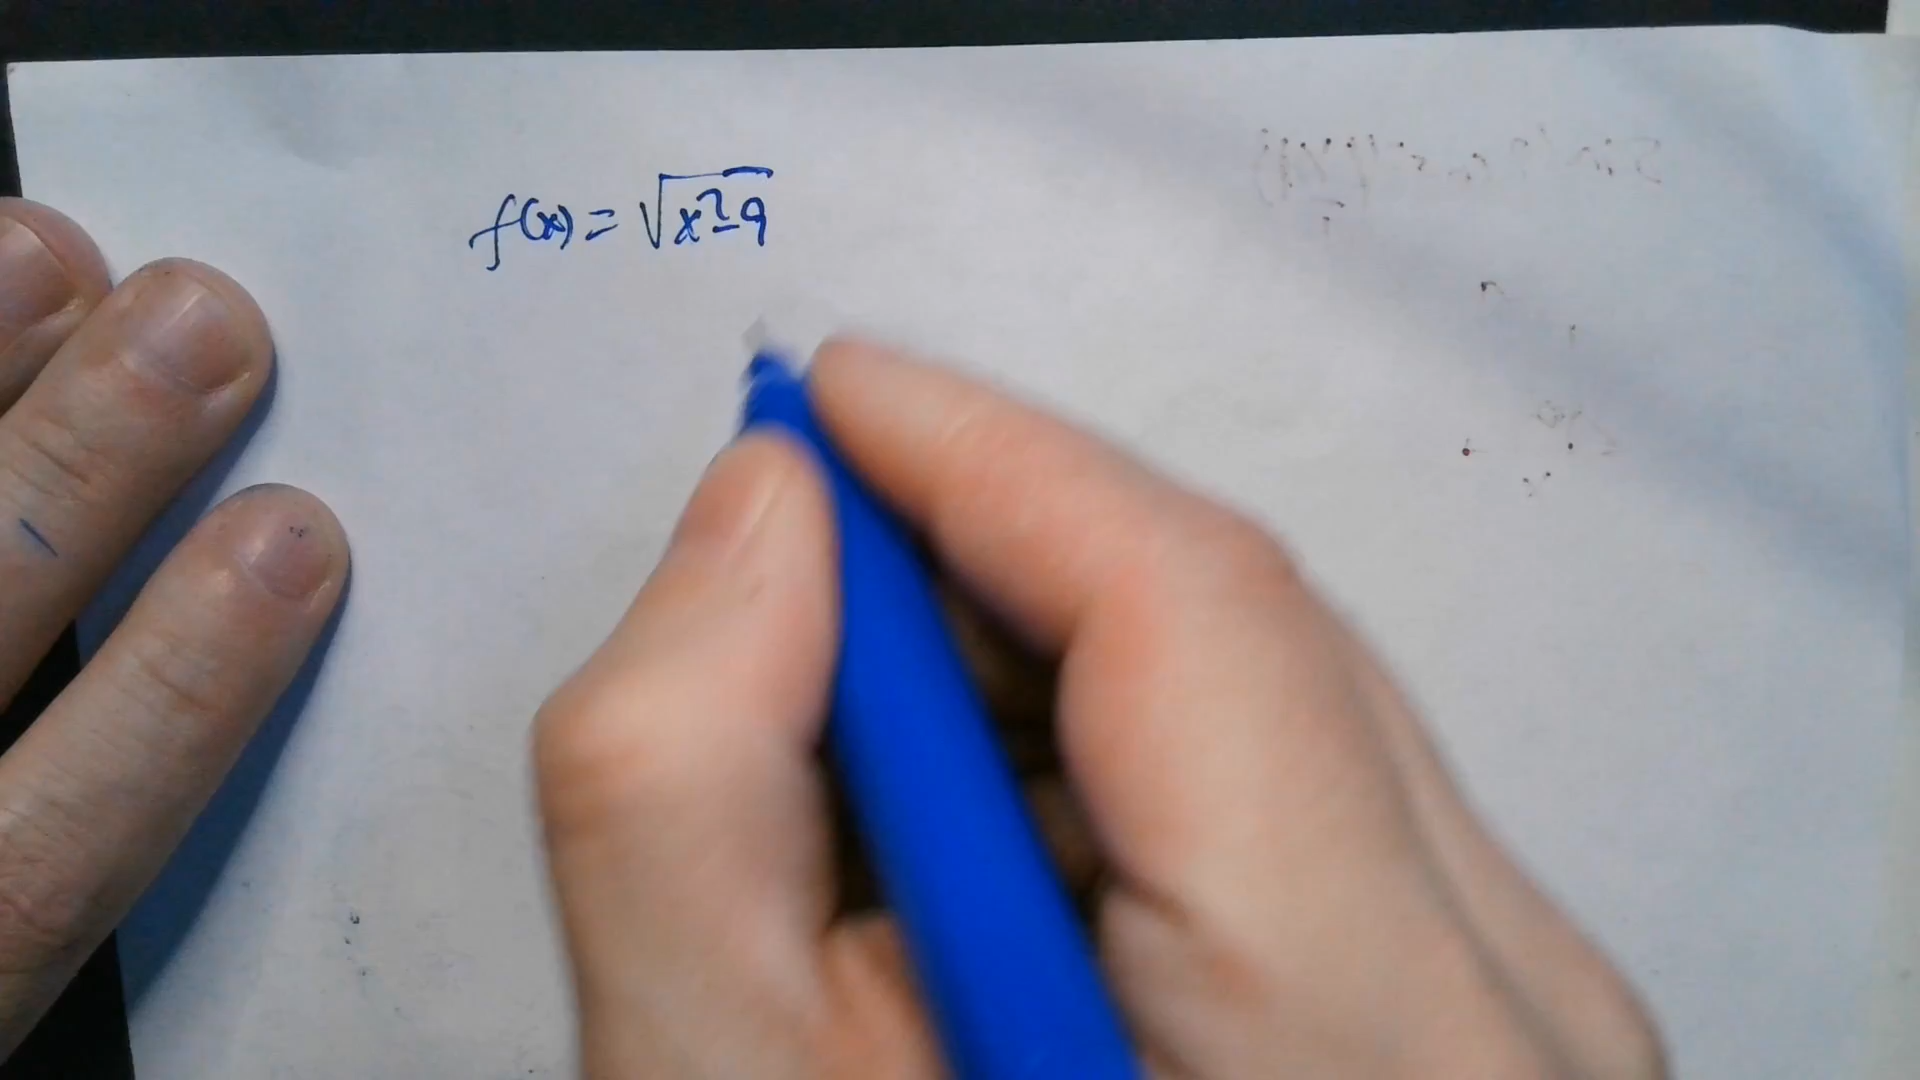 f(x) = √x²-9